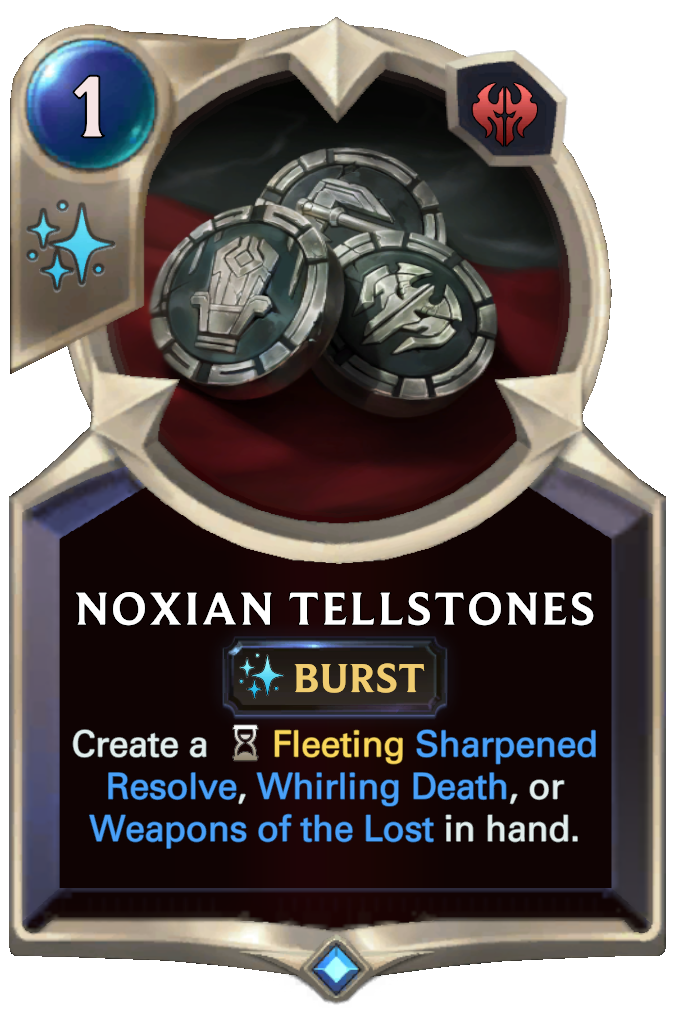 1
NOXIAN TELLSTONES
BURST
Create a Fleeting Sharpened
Resolve, Whirling Death, or
Weapons of the Lost in hand.